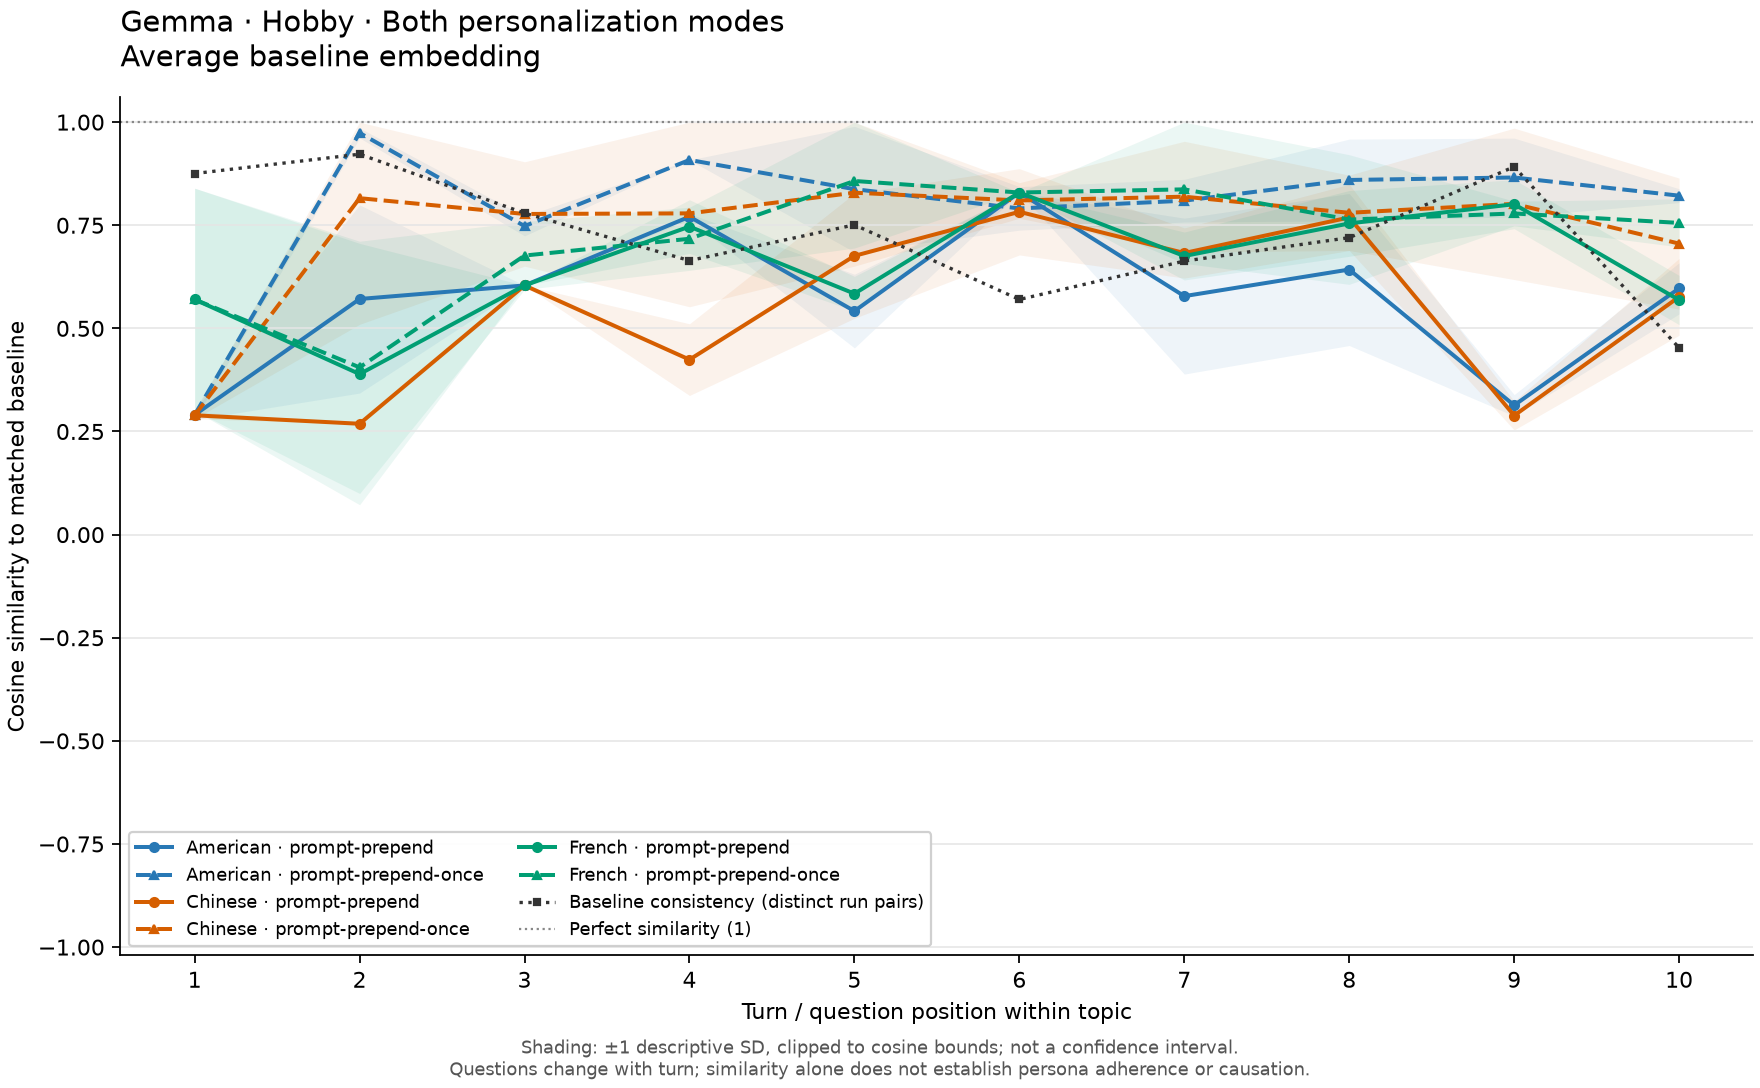 Gemma · Hobby · Both personalization modes
Average baseline embedding
Cosine similarity to matched baseline
1.00
0.75
0.50
0.25
0.00
−0.25
−0.50
−0.75
−1.00
American · prompt-prepend
American · prompt-prepend-once
Chinese · prompt-prepend
Chinese · prompt-prepend-once
French · prompt-prepend
French · prompt-prepend-once
Baseline consistency (distinct run pairs)
Perfect similarity (1)
1 2 3 4 5 6 7 8 9 10
Turn / question position within topic
Shading: ±1 descriptive SD, clipped to cosine bounds; not a confidence interval.
Questions change with turn; similarity alone does not establish persona adherence or causation.